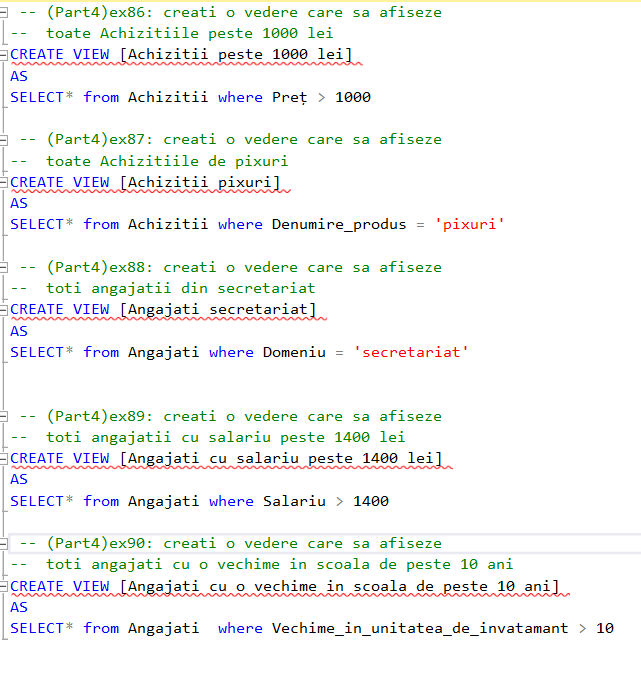 -- (Part4)ex86: creati o vedere care sa afiseze
-- toate Achizitiile peste 1000 lei
CREATE VIEW [Achizitii peste 1000 lei]
AS
SELECT* from Achizitii where Preț > 1000
-- (Part4)ex87: creati o vedere care sa afiseze
-- toate Achizitiile de pixuri
CREATE VIEW [Achizitii pixuri]
AS
SELECT* from Achizitii where Denumire_produs = 'pixuri'
-- (Part4)ex88: creati o vedere care sa afiseze
-- toti angajatii din secretariat
CREATE VIEW [Angajati secretariat]
AS
SELECT* from Angajati where Domeniu = 'secretariat'
-- (Part4)ex89: creati o vedere care sa afiseze
-- toti angajatii cu salariu peste 1400 lei
CREATE VIEW [Angajati cu salariu peste 1400 lei]
AS
SELECT* from Angajati where Salariu > 1400
-- (Part4)ex90: creati o vedere care sa afiseze
-- toti angajati cu o vechime in scoala de peste 10 ani
CREATE VIEW [Angajati cu o vechime in scoala de peste 10 ani]
AS
SELECT* from Angajati  where Vechime_in_unitatea_de_invatamant > 10